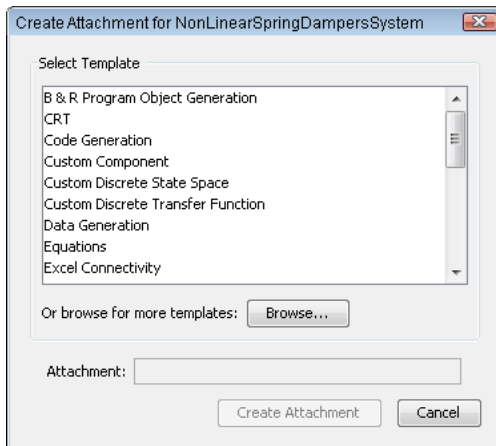 Create Attachment for NonLinearSpringDampersSystem
Select Template
B & R Program Object Generation
CRT
Code Generation
Custom Component
Custom Discrete State Space
Custom Discrete Transfer Function
Data Generation
Equations
Excel Connectivity
Or browse for more templates: Browse...
Attachment:
Create Attachment Cancel